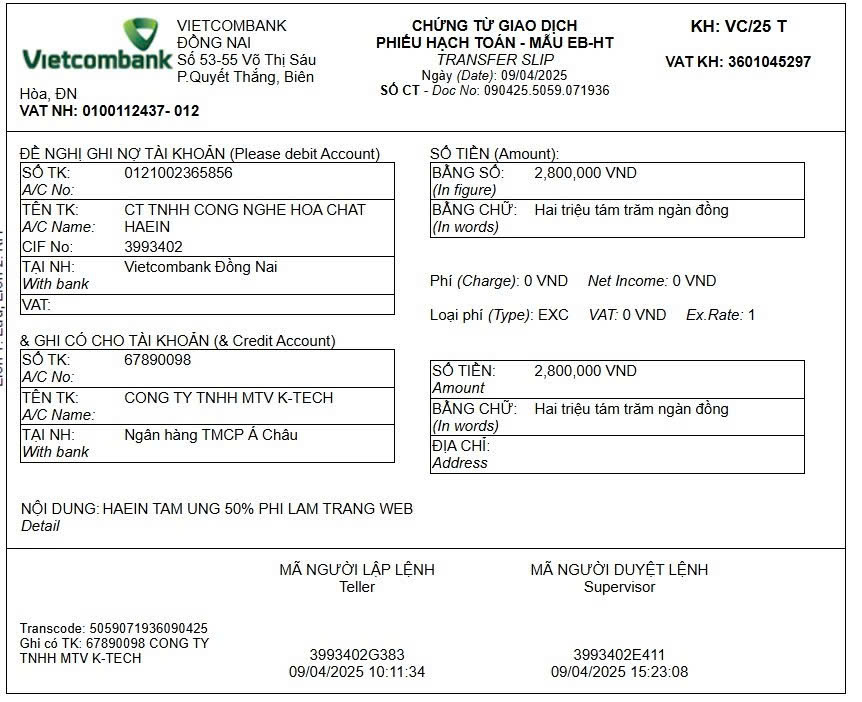 Vietcombank
VIETCOMBANK
ĐỒNG NAI
Số 53-55 Võ Thị Sáu
P.Quyết Thắng, Biên
Hòa, ĐN
VAT NH: 0100112437- 012
CHỨNG TỪ GIAO DỊCH
PHIẾU HẠCH TOÁN - MẪU EB-HT
TRANSFER SLIP
Ngày (Date): 09/04/2025
SỐ CT - Doc No: 090425.5059.071936
KH: VC/25 T
VAT KH: 3601045297
ĐỀ NGHỊ GHI NỢ TÀI KHOẢN (Please debit Account)
SỐ TK: 0121002365856
A/C No:
TÊN TK: CT TNHH CONG NGHE HOA CHAT
A/C Name: HAEIN
CIF No: 3993402
TẠI NH: Vietcombank Đồng Nai
With bank
VAT:
SỐ TIỀN (Amount):
BẰNG SỐ: 2,800,000 VND
(In figure)
BẰNG CHỮ: Hai triệu tám trăm ngàn đồng
(In words)
Phí (Charge): 0 VND Net Income: 0 VND
Loại phí (Type): EXC VAT: 0 VND Ex.Rate: 1
& GHI CÓ CHO TÀI KHOẢN (& Credit Account)
SỐ TK: 67890098
A/C No:
TÊN TK: CONG TY TNHH MTV K-TECH
A/C Name:
TẠI NH: Ngân hàng TMCP Á Châu
With bank
SỐ TIỀN: 2,800,000 VND
Amount
BẰNG CHỮ: Hai triệu tám trăm ngàn đồng
(In words)
ĐỊA CHỈ:
Address
NỘI DUNG: HAEIN TAM UNG 50% PHI LAM TRANG WEB
Detail
MÃ NGƯỜI LẬP LỆNH
Teller
MÃ NGƯỜI DUYỆT LỆNH
Supervisor
Transcode: 5059071936090425
Ghi có TK: 67890098 CONG TY
TNHH MTV K-TECH
3993402G383
09/04/2025 10:11:34
3993402E411
09/04/2025 15:23:08